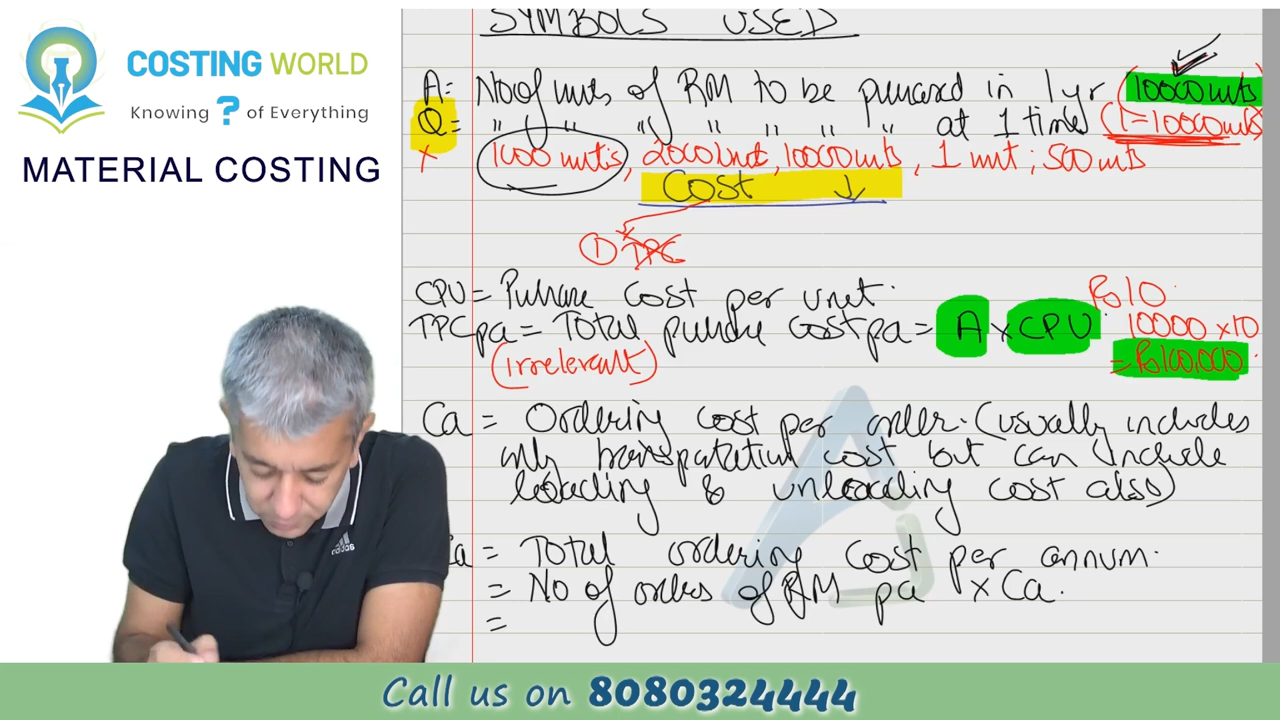 COSTING WORLD
Knowing ? of Everything
MATERIAL COSTING
SYMBOLS USED
A = No of units of RM to be in 1 yr (10000 units
Q = " " " " " " " " at 1 time (1=10000 units)
1000 units, 2000 unit, 10000 units, 1 unit; 500 units
Cost ↓
① TPC
CPU = Purchase Cost per unit. Rs 10
TPCpa = Total purchase cost pa = A x CPU. 10000 x 10
(irrelevant) = Rs 100,000.
Ca = Ordering cost per order. (usually includes
only transpotation cost but can include
loading & unloading cost also)
= Total ordering cost per annum.
= No of orders of RM pa x Ca.
=
adidas
Call us on 8080324444